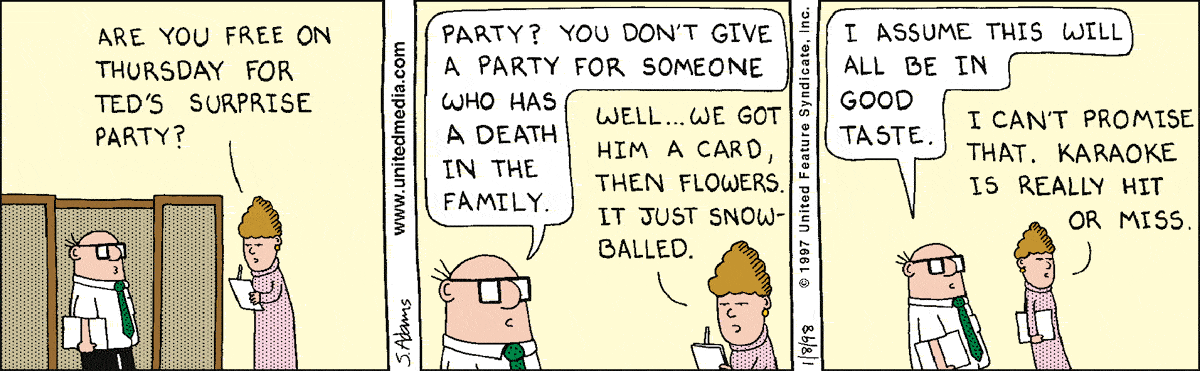 ARE YOU FREE ON
THURSDAY FOR
TED'S SURPRISE
PARTY?
www.unitedmedia.com
S. Adams
PARTY? YOU DON'T GIVE
A PARTY FOR SOMEONE
WHO HAS
A DEATH
IN THE
FAMILY.
WELL...WE GOT
HIM A CARD,
THEN FLOWERS.
IT JUST SNOW-
BALLED.
© 1997 United Feature Syndicate, Inc.
1/8/98
I ASSUME THIS WILL
ALL BE IN
GOOD
TASTE.
I CAN'T PROMISE
THAT. KARAOKE
IS REALLY HIT
OR MISS.